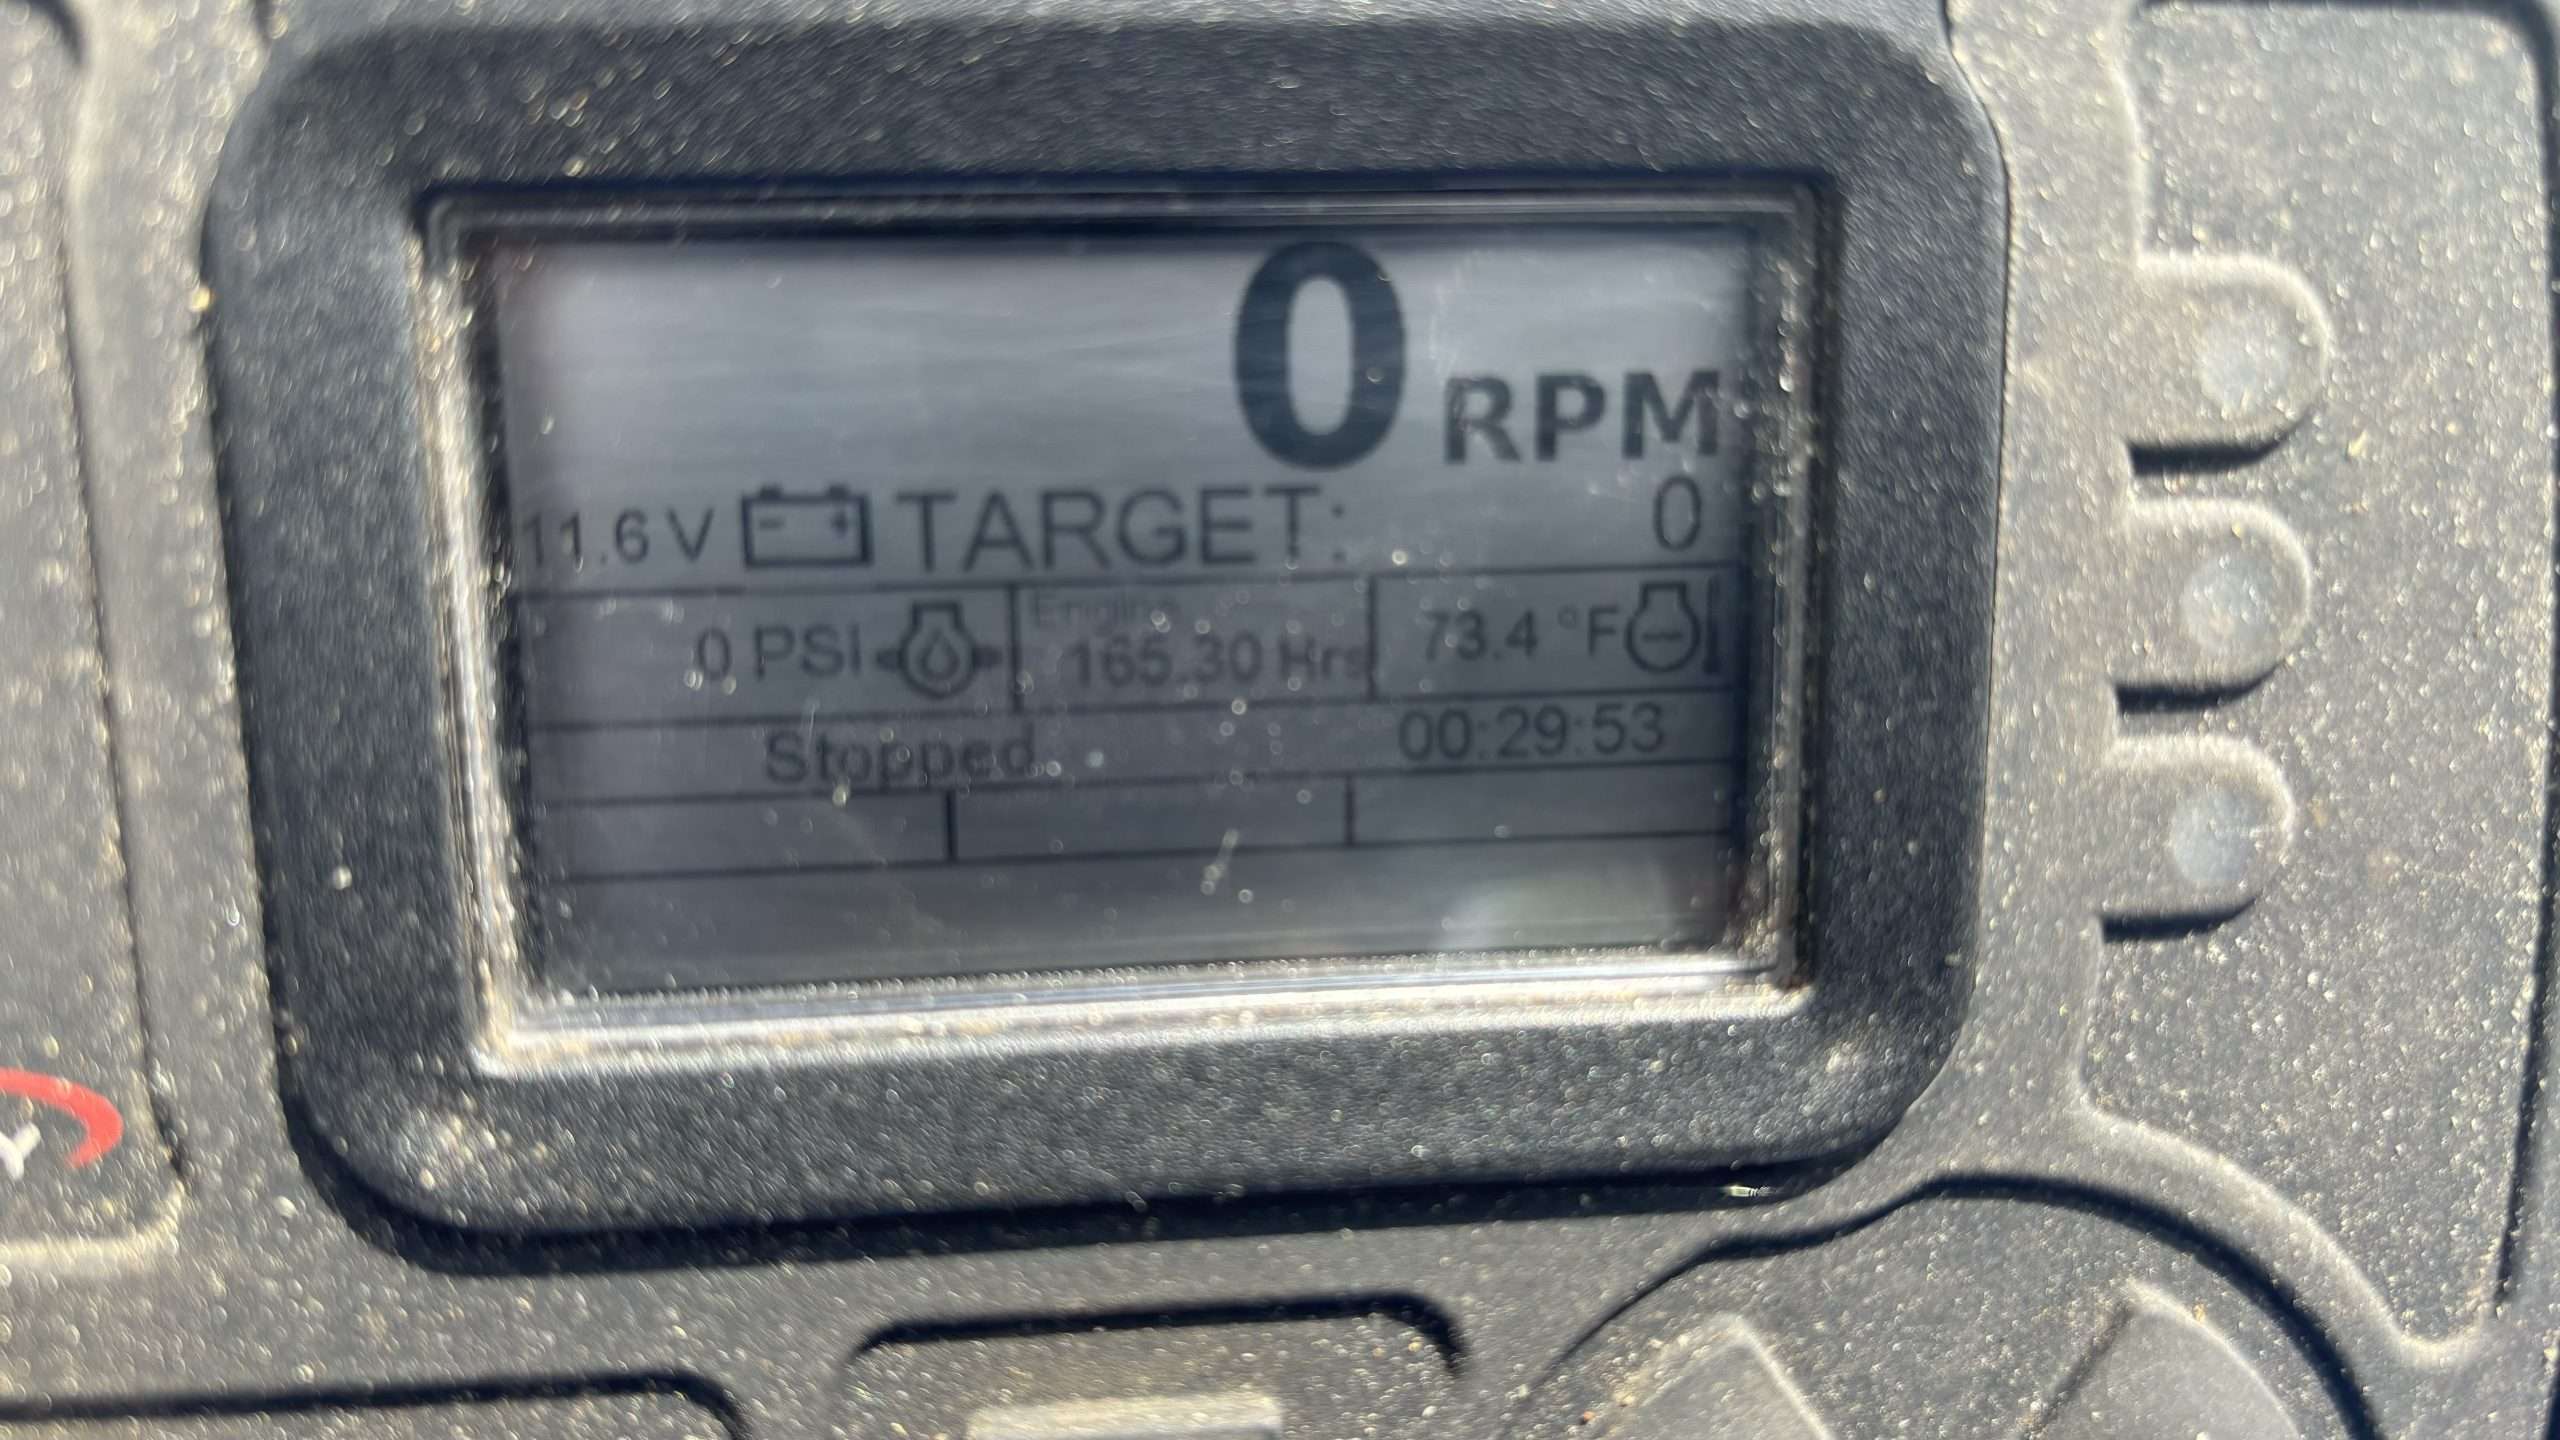 0 RPM
11.6 V TARGET: 0
Engine
0 PSI 165.30 Hrs 73.4 °F
Stopped 00:29:53